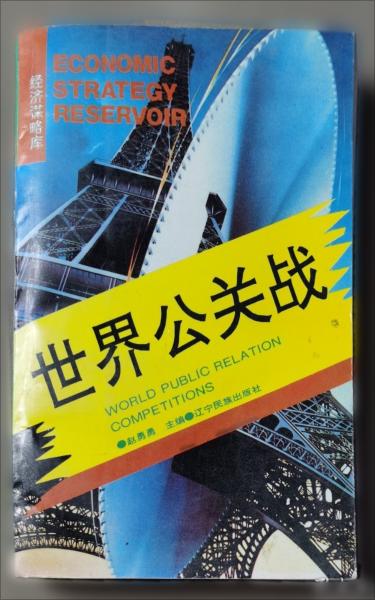 经济谋略库
ECONOMIC
STRATEGY
RESERVOIR
世界公关战
WORLD PUBLIC RELATION
COMPETITIONS
●赵勇勇 主编●辽宁民族出版社